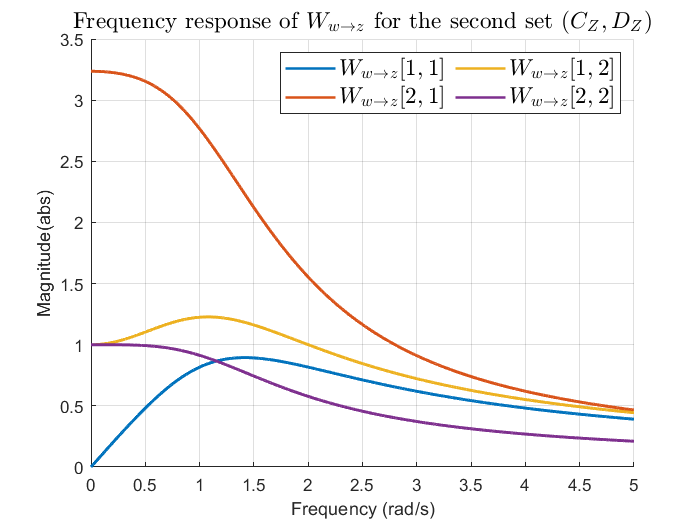 Frequency response of W_{w→z} for the second set (C_Z, D_Z)
W_{w→z}[1, 1] W_{w→z}[1, 2]
W_{w→z}[2, 1] W_{w→z}[2, 2]
3.5
3
2.5
2
1.5
1
0.5
0
Magnitude(abs)
0 0.5 1 1.5 2 2.5 3 3.5 4 4.5 5
Frequency (rad/s)